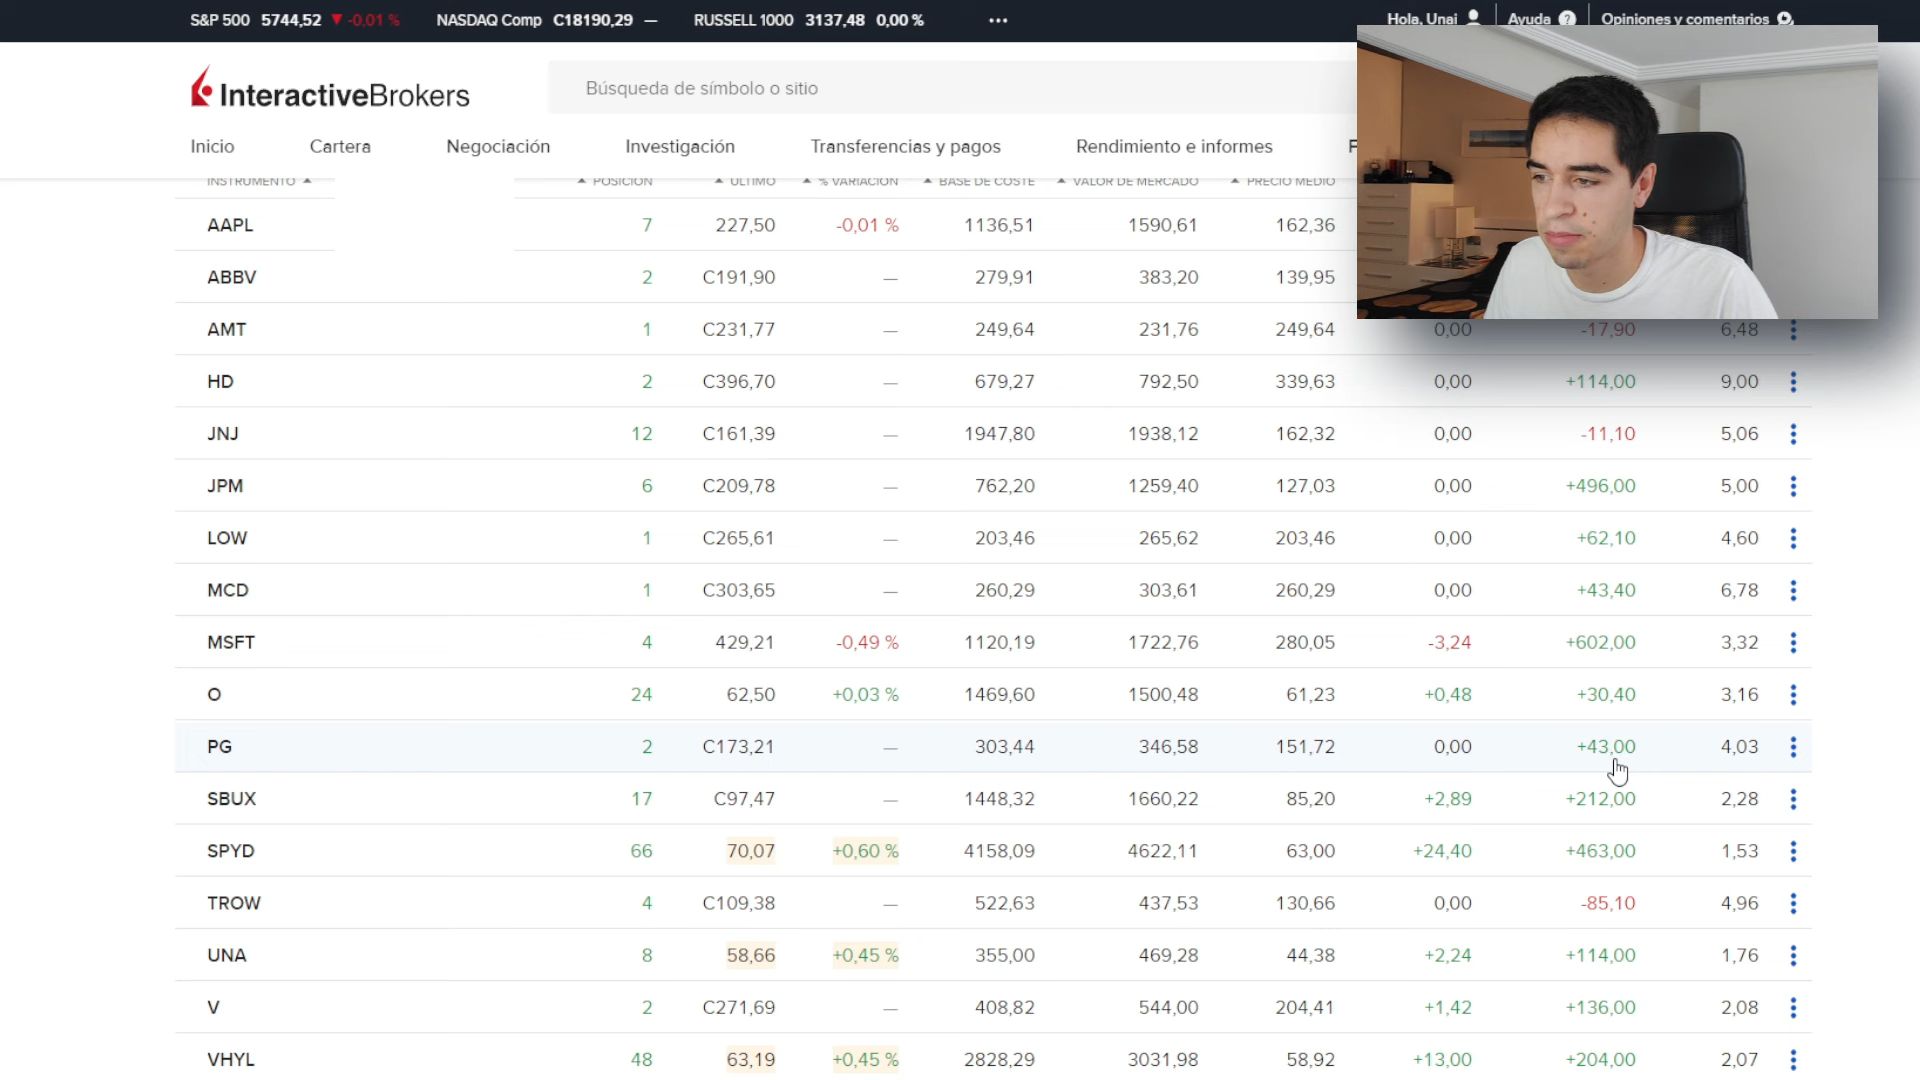 S&P 500 5744,52 ▼-0,01 % NASDAQ Comp C18190,29 — RUSSELL 1000 3137,48 0,00 % ••• Hola, Unai Ayuda ? Opiniones y comentarios
InteractiveBrokers Búsqueda de símbolo o sitio
Inicio Cartera Negociación Investigación Transferencias y pagos Rendimiento e informes F
INSTRUMENTO POSICIÓN ÚLTIMO % VARIACIÓN BASE DE COSTE VALOR DE MERCADO PRECIO MEDIO
AAPL 7 227,50 -0,01 % 1136,51 1590,61 162,36
ABBV 2 C191,90 — 279,91 383,20 139,95
AMT 1 C231,77 — 249,64 231,76 249,64 0,00 -17,90 6,48
HD 2 C396,70 — 679,27 792,50 339,63 0,00 +114,00 9,00
JNJ 12 C161,39 — 1947,80 1938,12 162,32 0,00 -11,10 5,06
JPM 6 C209,78 — 762,20 1259,40 127,03 0,00 +496,00 5,00
LOW 1 C265,61 — 203,46 265,62 203,46 0,00 +62,10 4,60
MCD 1 C303,65 — 260,29 303,61 260,29 0,00 +43,40 6,78
MSFT 4 429,21 -0,49 % 1120,19 1722,76 280,05 -3,24 +602,00 3,32
O 24 62,50 +0,03 % 1469,60 1500,48 61,23 +0,48 +30,40 3,16
PG 2 C173,21 — 303,44 346,58 151,72 0,00 +43,00 4,03
SBUX 17 C97,47 — 1448,32 1660,22 85,20 +2,89 +212,00 2,28
SPYD 66 70,07 +0,60 % 4158,09 4622,11 63,00 +24,40 +463,00 1,53
TROW 4 C109,38 — 522,63 437,53 130,66 0,00 -85,10 4,96
UNA 8 58,66 +0,45 % 355,00 469,28 44,38 +2,24 +114,00 1,76
V 2 C271,69 — 408,82 544,00 204,41 +1,42 +136,00 2,08
VHYL 48 63,19 +0,45 % 2828,29 3031,98 58,92 +13,00 +204,00 2,07